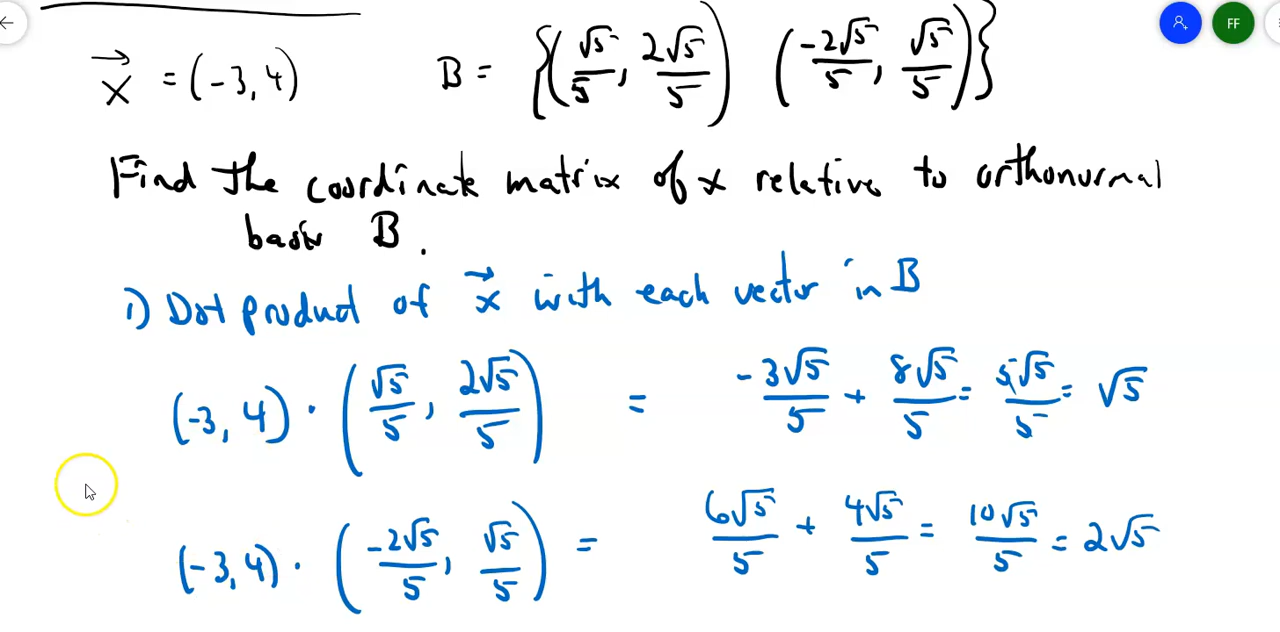 FF
x⃗ = (-3, 4) B = {(√5/5, 2√5/5) (-2√5/5, √5/5)}
Find the coordinate matrix of x relative to orthonormal
basis B.
1) Dot product of x⃗ with each vector in B
(-3, 4) · (√5/5, 2√5/5) = -3√5/5 + 8√5/5 = 5√5/5 = √5
(-3, 4) · (-2√5/5, √5/5) = 6√5/5 + 4√5/5 = 10√5/5 = 2√5